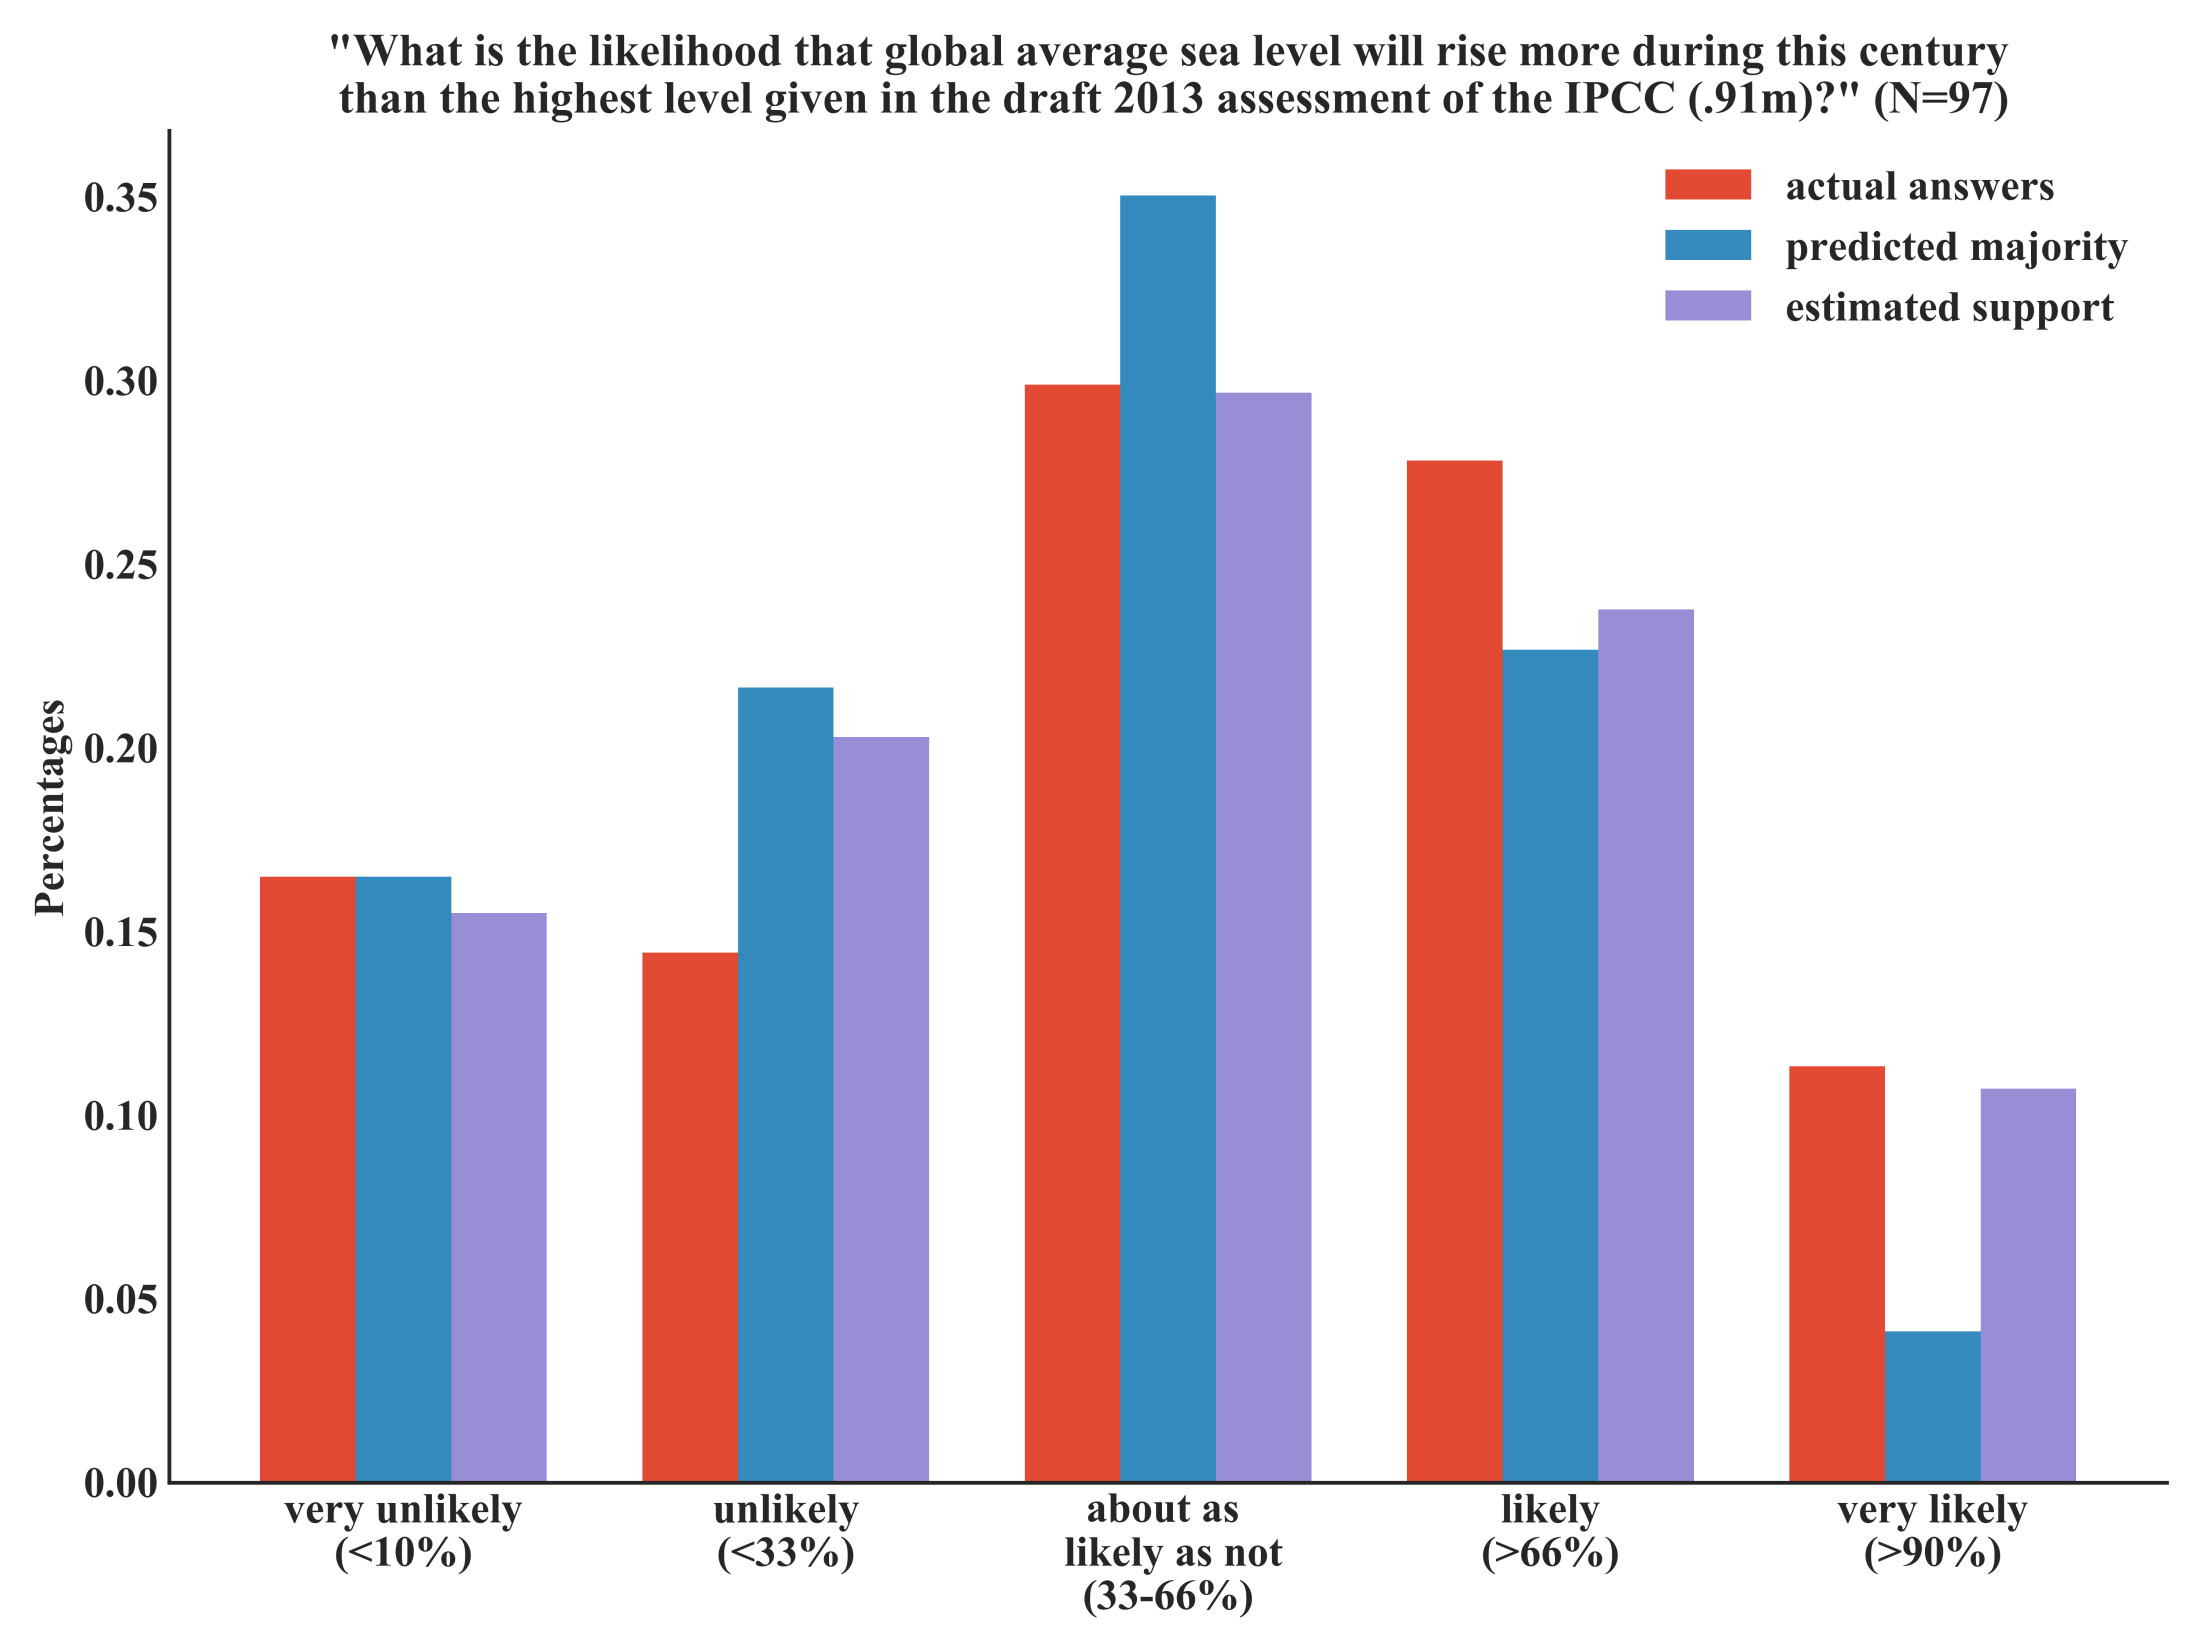 "What is the likelihood that global average sea level will rise more during this century
than the highest level given in the draft 2013 assessment of the IPCC (.91m)?" (N=97)
actual answers
predicted majority
estimated support
Percentages
0.35
0.30
0.25
0.20
0.15
0.10
0.05
0.00
very unlikely
(<10%)
unlikely
(<33%)
about as
likely as not
(33-66%)
likely
(>66%)
very likely
(>90%)